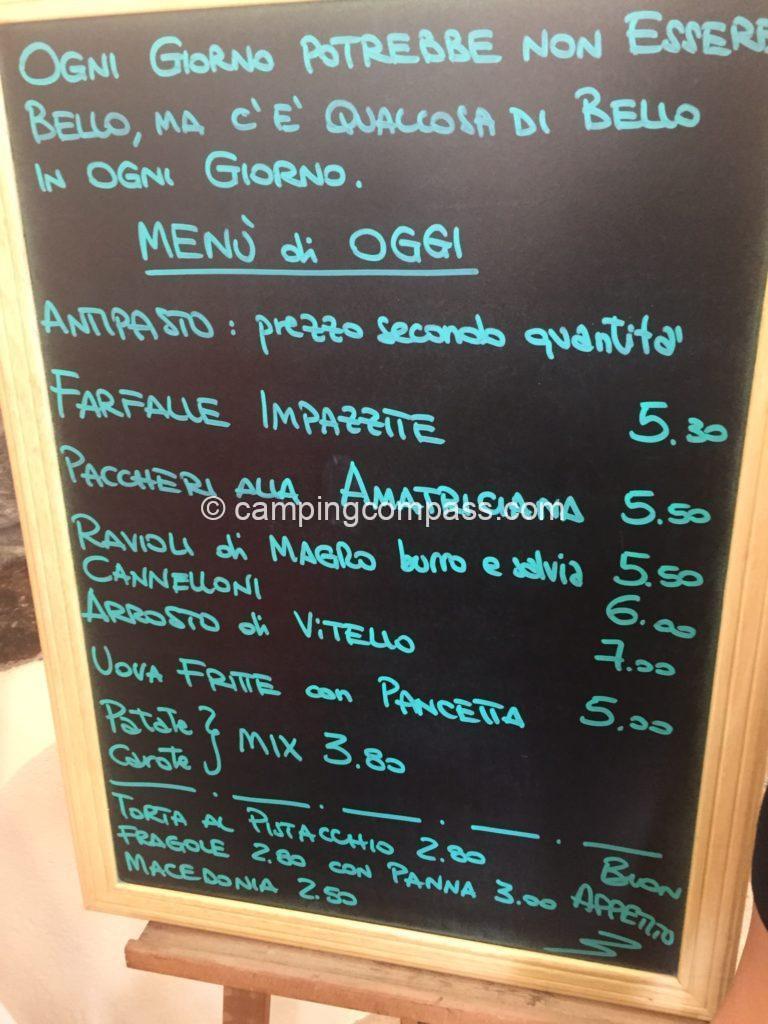 OGNI GIORNO POTREBBE NON ESSERE
BELLO, MA C'E' QUALCOSA DI BELLO
IN OGNI GIORNO.
MENÙ di OGGI
ANTIPASTO: prezzo secondo quantita'
FARFALLE IMPAZZITE 5.30
PACCHERI ALLA AMATRICIANA 5.50
© campingcompass.com
RAVIOLI di MAGRO burro e salvia 5.50
CANNELLONI 6.00
ARROSTO di VITELLO 7.00
UOVA FRITTE con PANCETTA 5.00
Patate } MIX 3.80
Carote
TORTA AL PISTACCHIO 2.80
FRAGOLE 2.80 CON PANNA 3.00
MACEDONIA 2.50
BUON
APPETITO